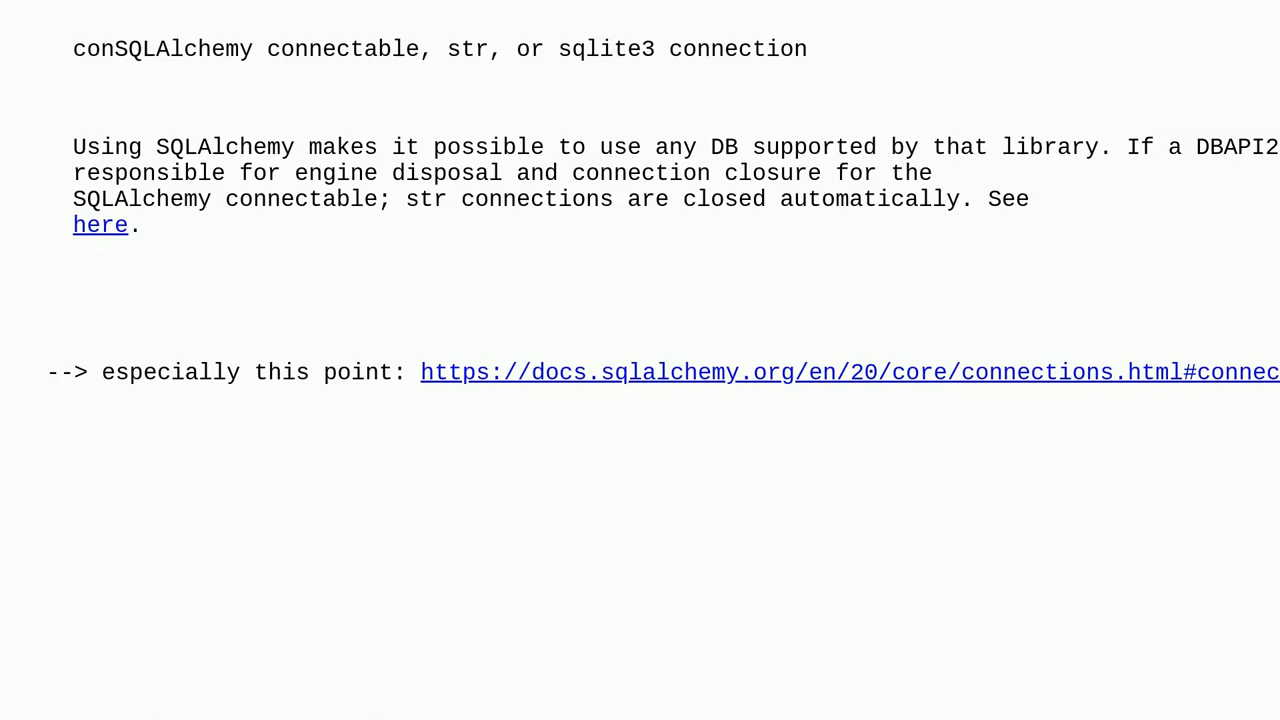 conSQLAlchemy connectable, str, or sqlite3 connection
Using SQLAlchemy makes it possible to use any DB supported by that library. If a DBAPI2
responsible for engine disposal and connection closure for the
SQLAlchemy connectable; str connections are closed automatically. See
here.
--> especially this point: https://docs.sqlalchemy.org/en/20/core/connections.html#connec